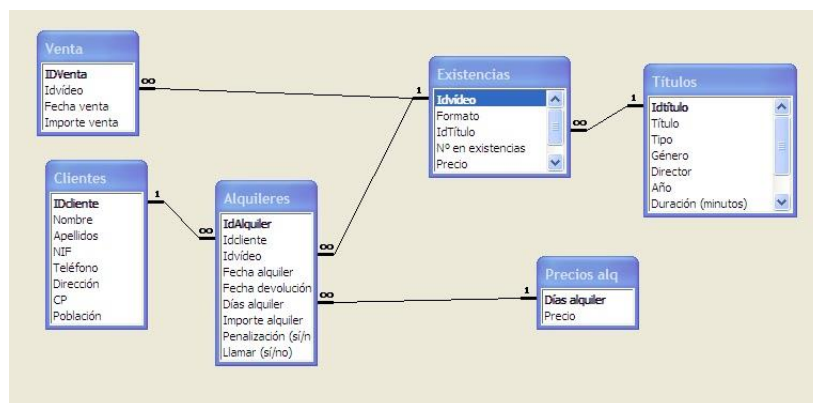 Venta
IDVenta
Idvídeo
Fecha venta
Importe venta
Existencias
Idvídeo
Formato
IdTítulo
Nº en existencias
Precio
Títulos
Idtítulo
Título
Tipo
Género
Director
Año
Duración (minutos)
Clientes
IDcliente
Nombre
Apellidos
NIF
Teléfono
Dirección
CP
Población
Alquileres
IdAlquiler
Idcliente
Idvídeo
Fecha alquiler
Fecha devolución
Días alquiler
Importe alquiler
Penalización (sí/n
Llamar (sí/no)
Precios alq
Días alquiler
Precio
∞
1
1
∞
1
∞
∞
∞
1